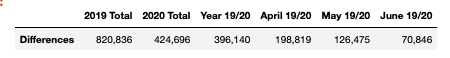 2019 Total 2020 Total Year 19/20 April 19/20 May 19/20 June 19/20
Differences 820,836 424,696 396,140 198,819 126,475 70,846